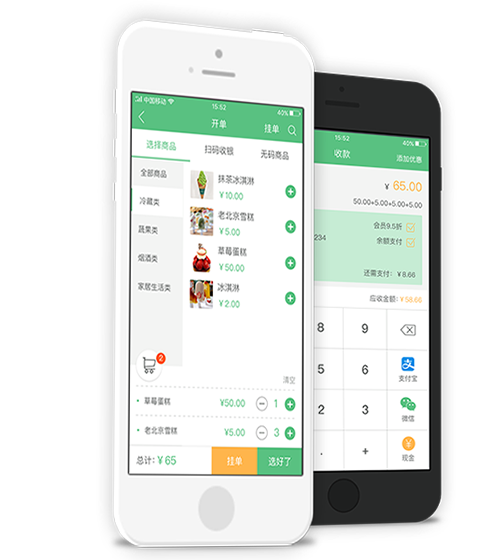 中国移动
15:52
40%
开单
挂单
选择商品
扫码收银
无码商品
全部商品
冷藏类
蔬果类
烟酒类
家居生活类
抹茶冰淇淋
¥10.00
老北京雪糕
¥5.00
草莓蛋糕
¥50.00
冰淇淋
¥2.00
2
清空
草莓蛋糕 ¥50.00 1
老北京雪糕 ¥5.00 3
总计：¥65
挂单
选好了
15:52
40%
收款
添加优惠
¥ 65.00
50.00+5.00+5.00+5.00
会员9.5折
1234
余额支付
还需支付：¥8.66
应收金额：¥58.66
8
9
5
6
支付宝
2
3
微信
.
+
现金